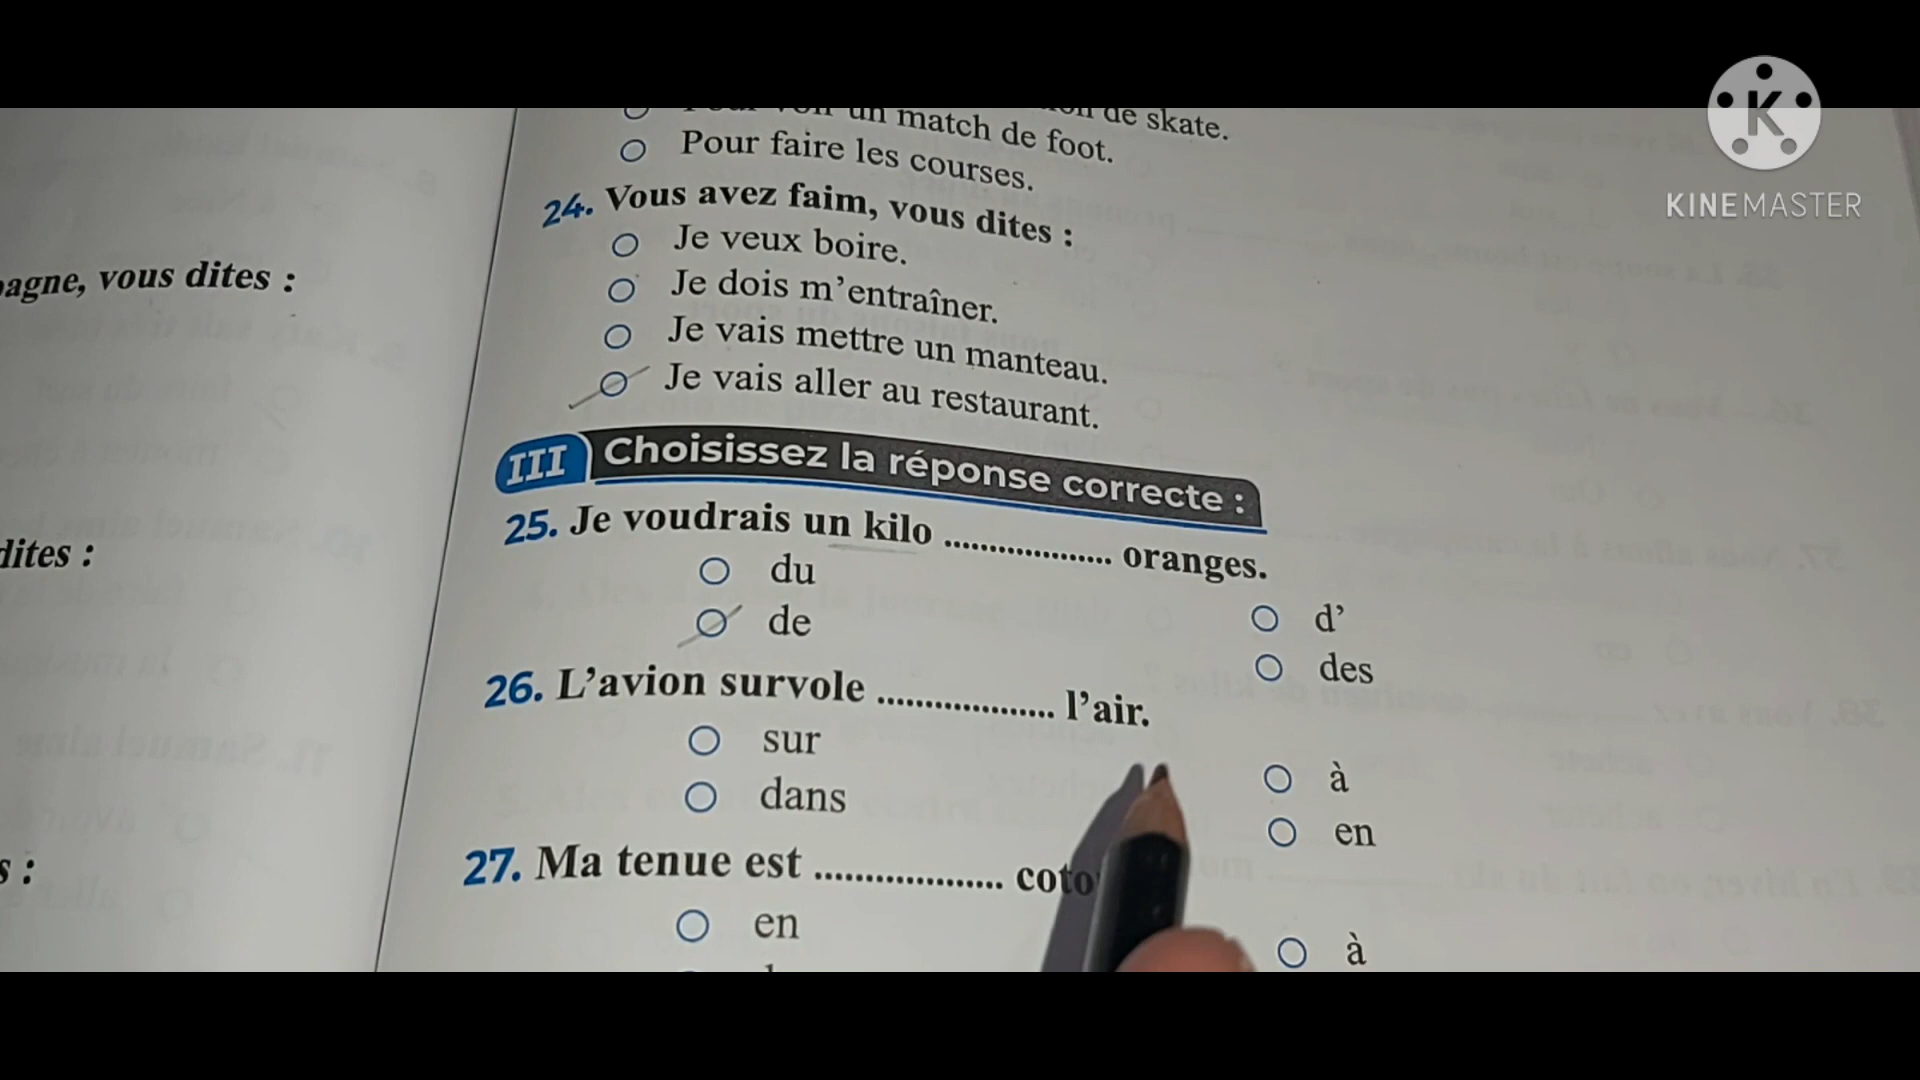 de skate.
un match de foot.
Pour faire les courses.
24. Vous avez faim, vous dites :
Je veux boire.
Je dois m'entraîner.
Je vais mettre un manteau.
Je vais aller au restaurant.
III Choisissez la réponse correcte :
25. Je voudrais un kilo .................. oranges.
du
d'
de
des
26. L'avion survole .................. l'air.
sur
à
dans
en
27. Ma tenue est ..................
en
à
vous dites :
dites :
K
KINEMASTER